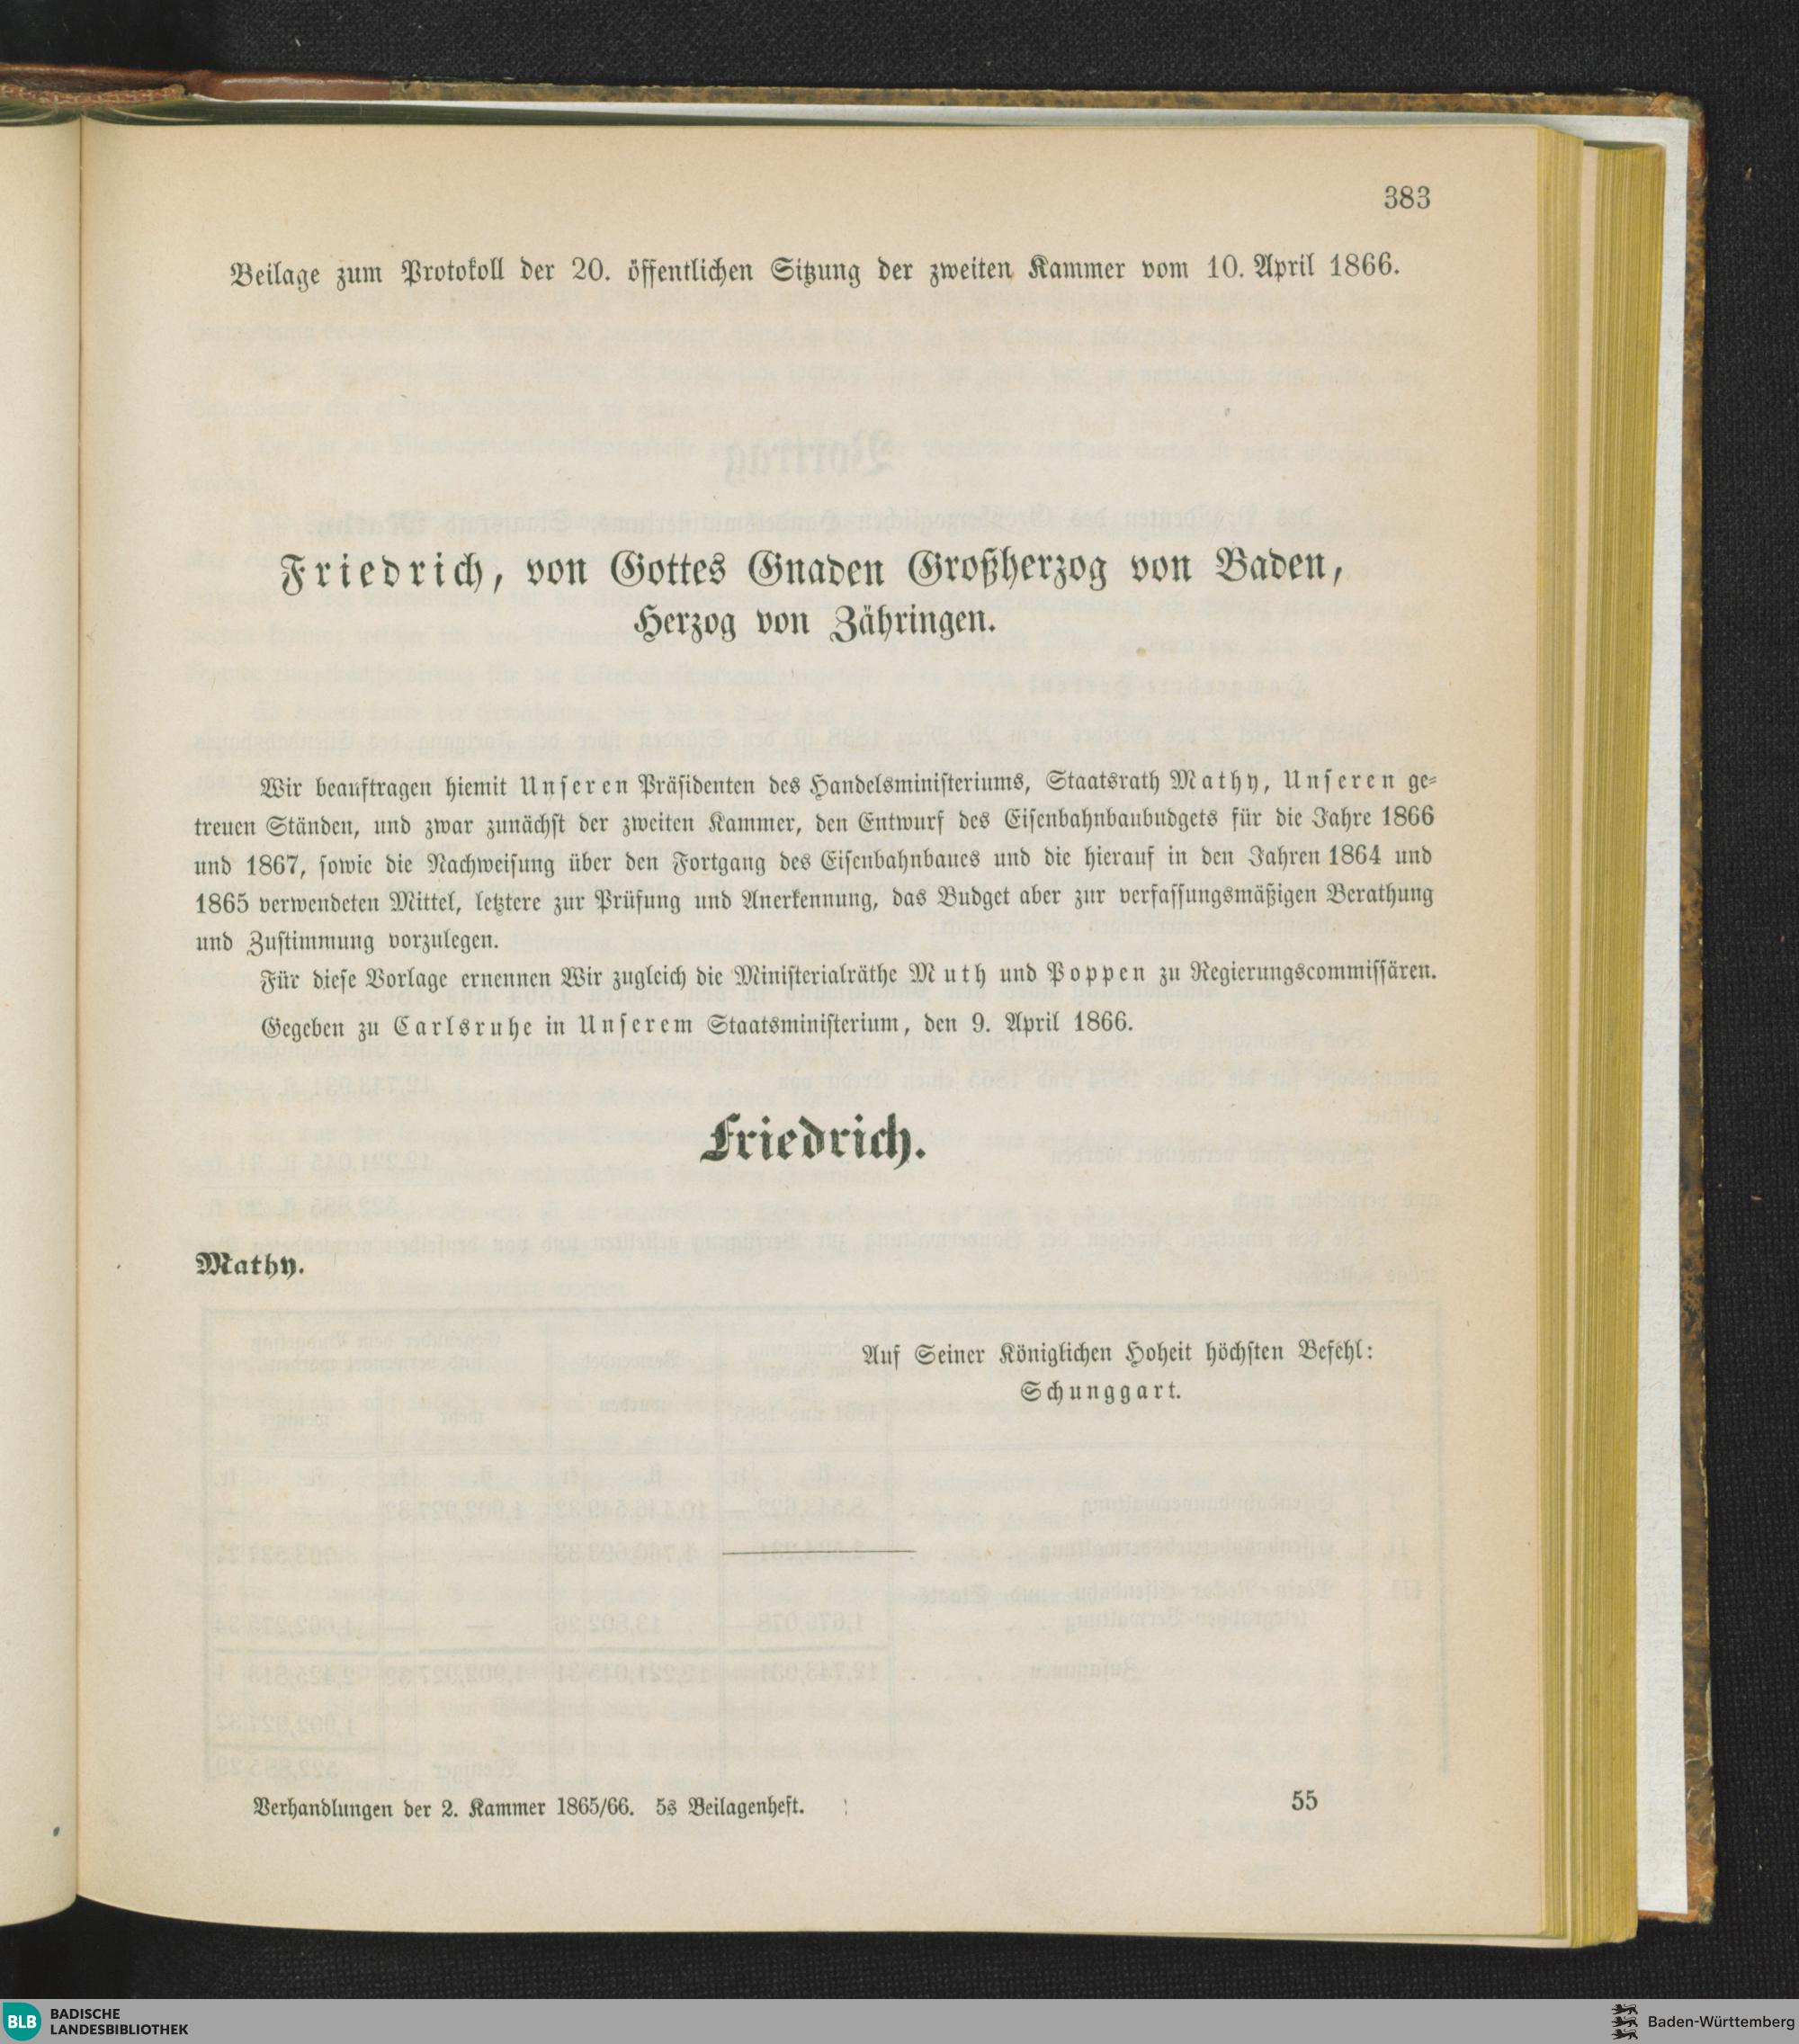 383
Beilage zum Protokoll der 20. öffentlichen Sitzung der zweiten Kammer vom 10. April 1866.
Friedrich, von Gottes Gnaden Großherzog von Baden,
Herzog von Zähringen.
Wir beauftragen hiemit Unseren Präsidenten des Handelsministeriums, Staatsrath Mathy, Unseren ge-
treuen Ständen, und zwar zunächst der zweiten Kammer, den Entwurf des Eisenbahnbaubudgets für die Jahre 1866
und 1867, sowie die Nachweisung über den Fortgang des Eisenbahnbaues und die hierauf in den Jahren 1864 und
1865 verwendeten Mittel, letztere zur Prüfung und Anerkennung, das Budget aber zur verfassungsmäßigen Berathung
und Zustimmung vorzulegen.
Für diese Vorlage ernennen Wir zugleich die Ministerialräthe Muth und Poppen zu Regierungscommissären.
Gegeben zu Carlsruhe in Unserem Staatsministerium, den 9. April 1866.
Friedrich.
Mathy.
Auf Seiner Königlichen Hoheit höchsten Befehl:
Schunggart.
Verhandlungen der 2. Kammer 1865/66. 5s Beilagenheft.
55
BLB BADISCHE
LANDESBIBLIOTHEK
Baden-Württemberg